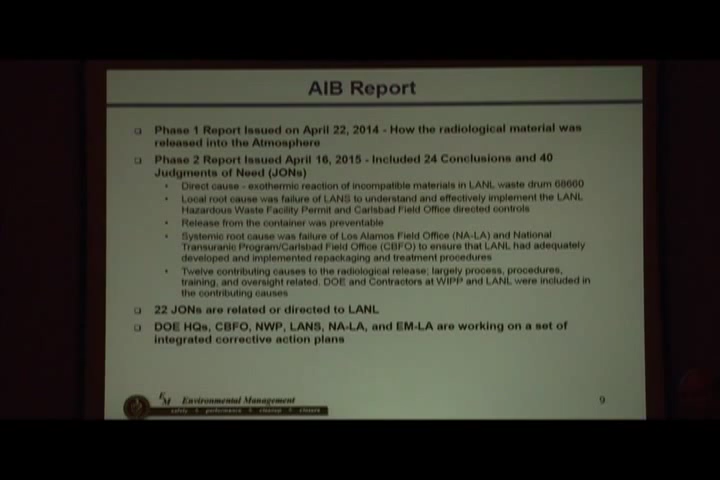 AIB Report
Phase 1 Report Issued on April 22, 2014 - How the radiological material was
released into the Atmosphere
Phase 2 Report Issued April 16, 2015 - Included 24 Conclusions and 40
Judgments of Need (JONs)
Direct cause - exothermic reaction of incompatible materials in LANL waste drum 68660
Local root cause was failure of LANS to understand and effectively implement the LANL
Hazardous Waste Facility Permit and Carlsbad Field Office directed controls
Release from the container was preventable
Systemic root cause was failure of Los Alamos Field Office (NA-LA) and National
Transuranic Program/Carlsbad Field Office (CBFO) to ensure that LANL had adequately
developed and implemented repackaging and treatment procedures
Twelve contributing causes to the radiological release; largely process, procedures,
training, and oversight related. DOE and Contractors at WIPP and LANL were included in
the contributing causes
22 JONs are related or directed to LANL
DOE HQs, CBFO, NWP, LANS, NA-LA, and EM-LA are working on a set of
integrated corrective action plans
EM Environmental Management
safety performance cleanup closure
9